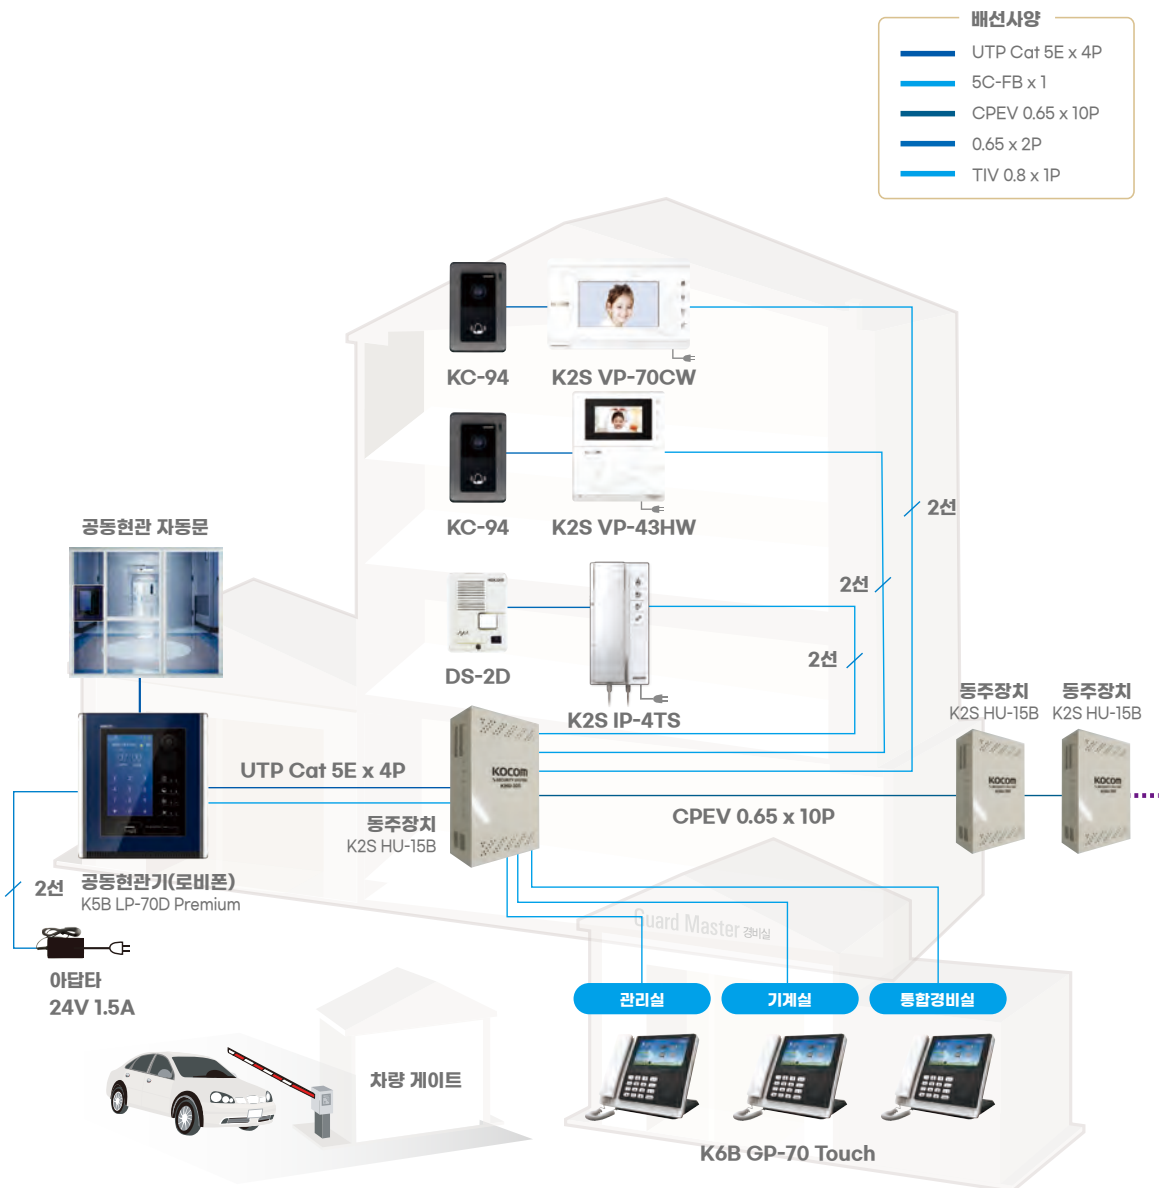 배선사양
UTP Cat 5E x 4P
5C-FB x 1
CPEV 0.65 x 10P
0.65 x 2P
TIV 0.8 x 1P
KC-94
K2S VP-70CW
KC-94
K2S VP-43HW
2선
2선
2선
공동현관 자동문
DS-2D
K2S IP-4TS
동주장치
K2S HU-15B
동주장치
K2S HU-15B
UTP Cat 5E x 4P
KOCOM
KOCOM
KOCOM
CPEV 0.65 x 10P
동주장치
K2S HU-15B
2선
공동현관기(로비폰)
K5B LP-70D Premium
아답타
24V 1.5A
Guard Master 경비실
관리실
기계실
통합경비실
차량 게이트
K6B GP-70 Touch